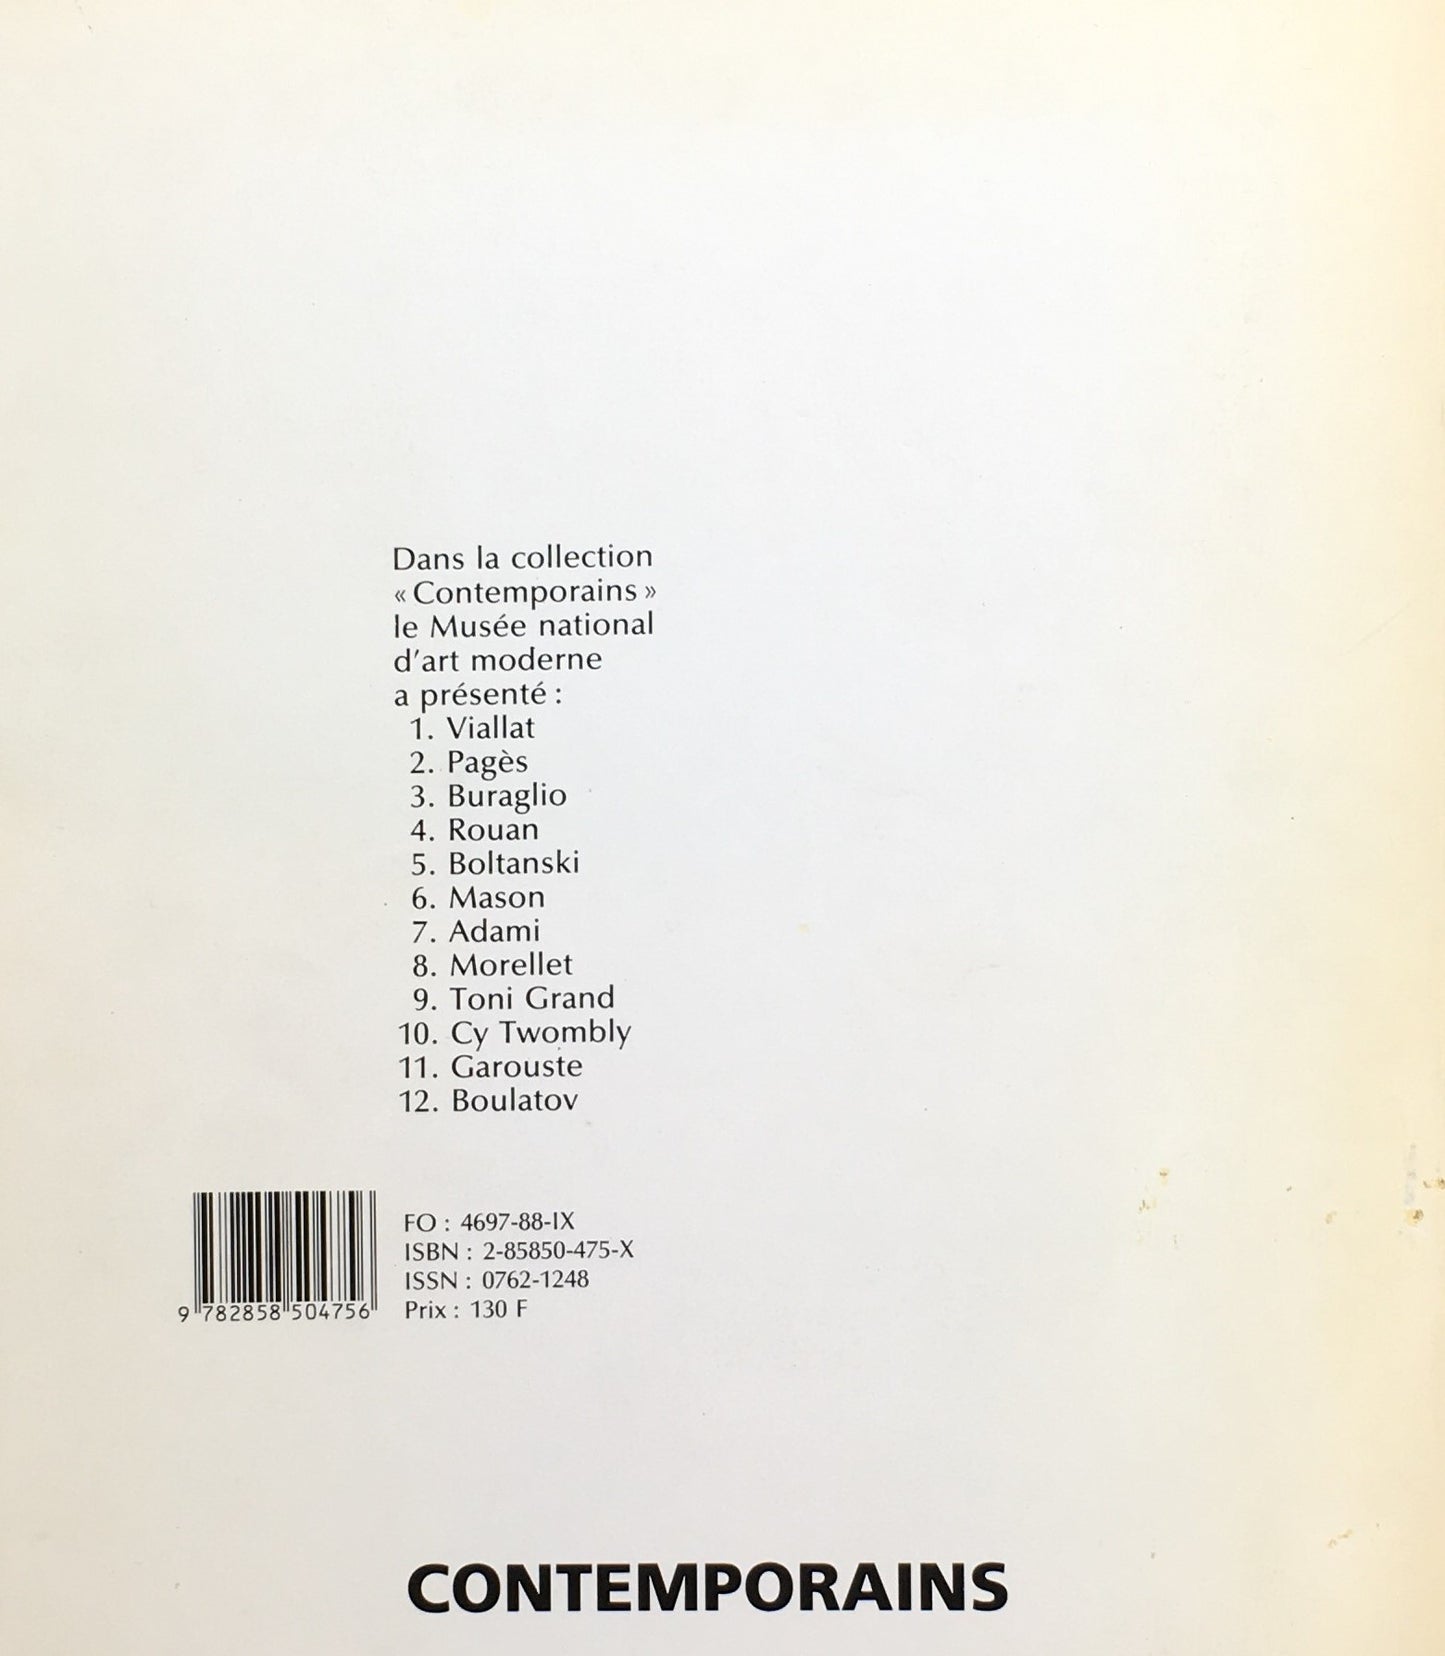 Dans la collection
« Contemporains »
le Musée national
d'art moderne
a présenté :
1. Viallat
2. Pagès
3. Buraglio
4. Rouan
5. Boltanski
6. Mason
7. Adami
8. Morellet
9. Toni Grand
10. Cy Twombly
11. Garouste
12. Boulatov
FO : 4697-88-IX
ISBN : 2-85850-475-X
ISSN : 0762-1248
Prix : 130 F
9 782858 504756
CONTEMPORAINS